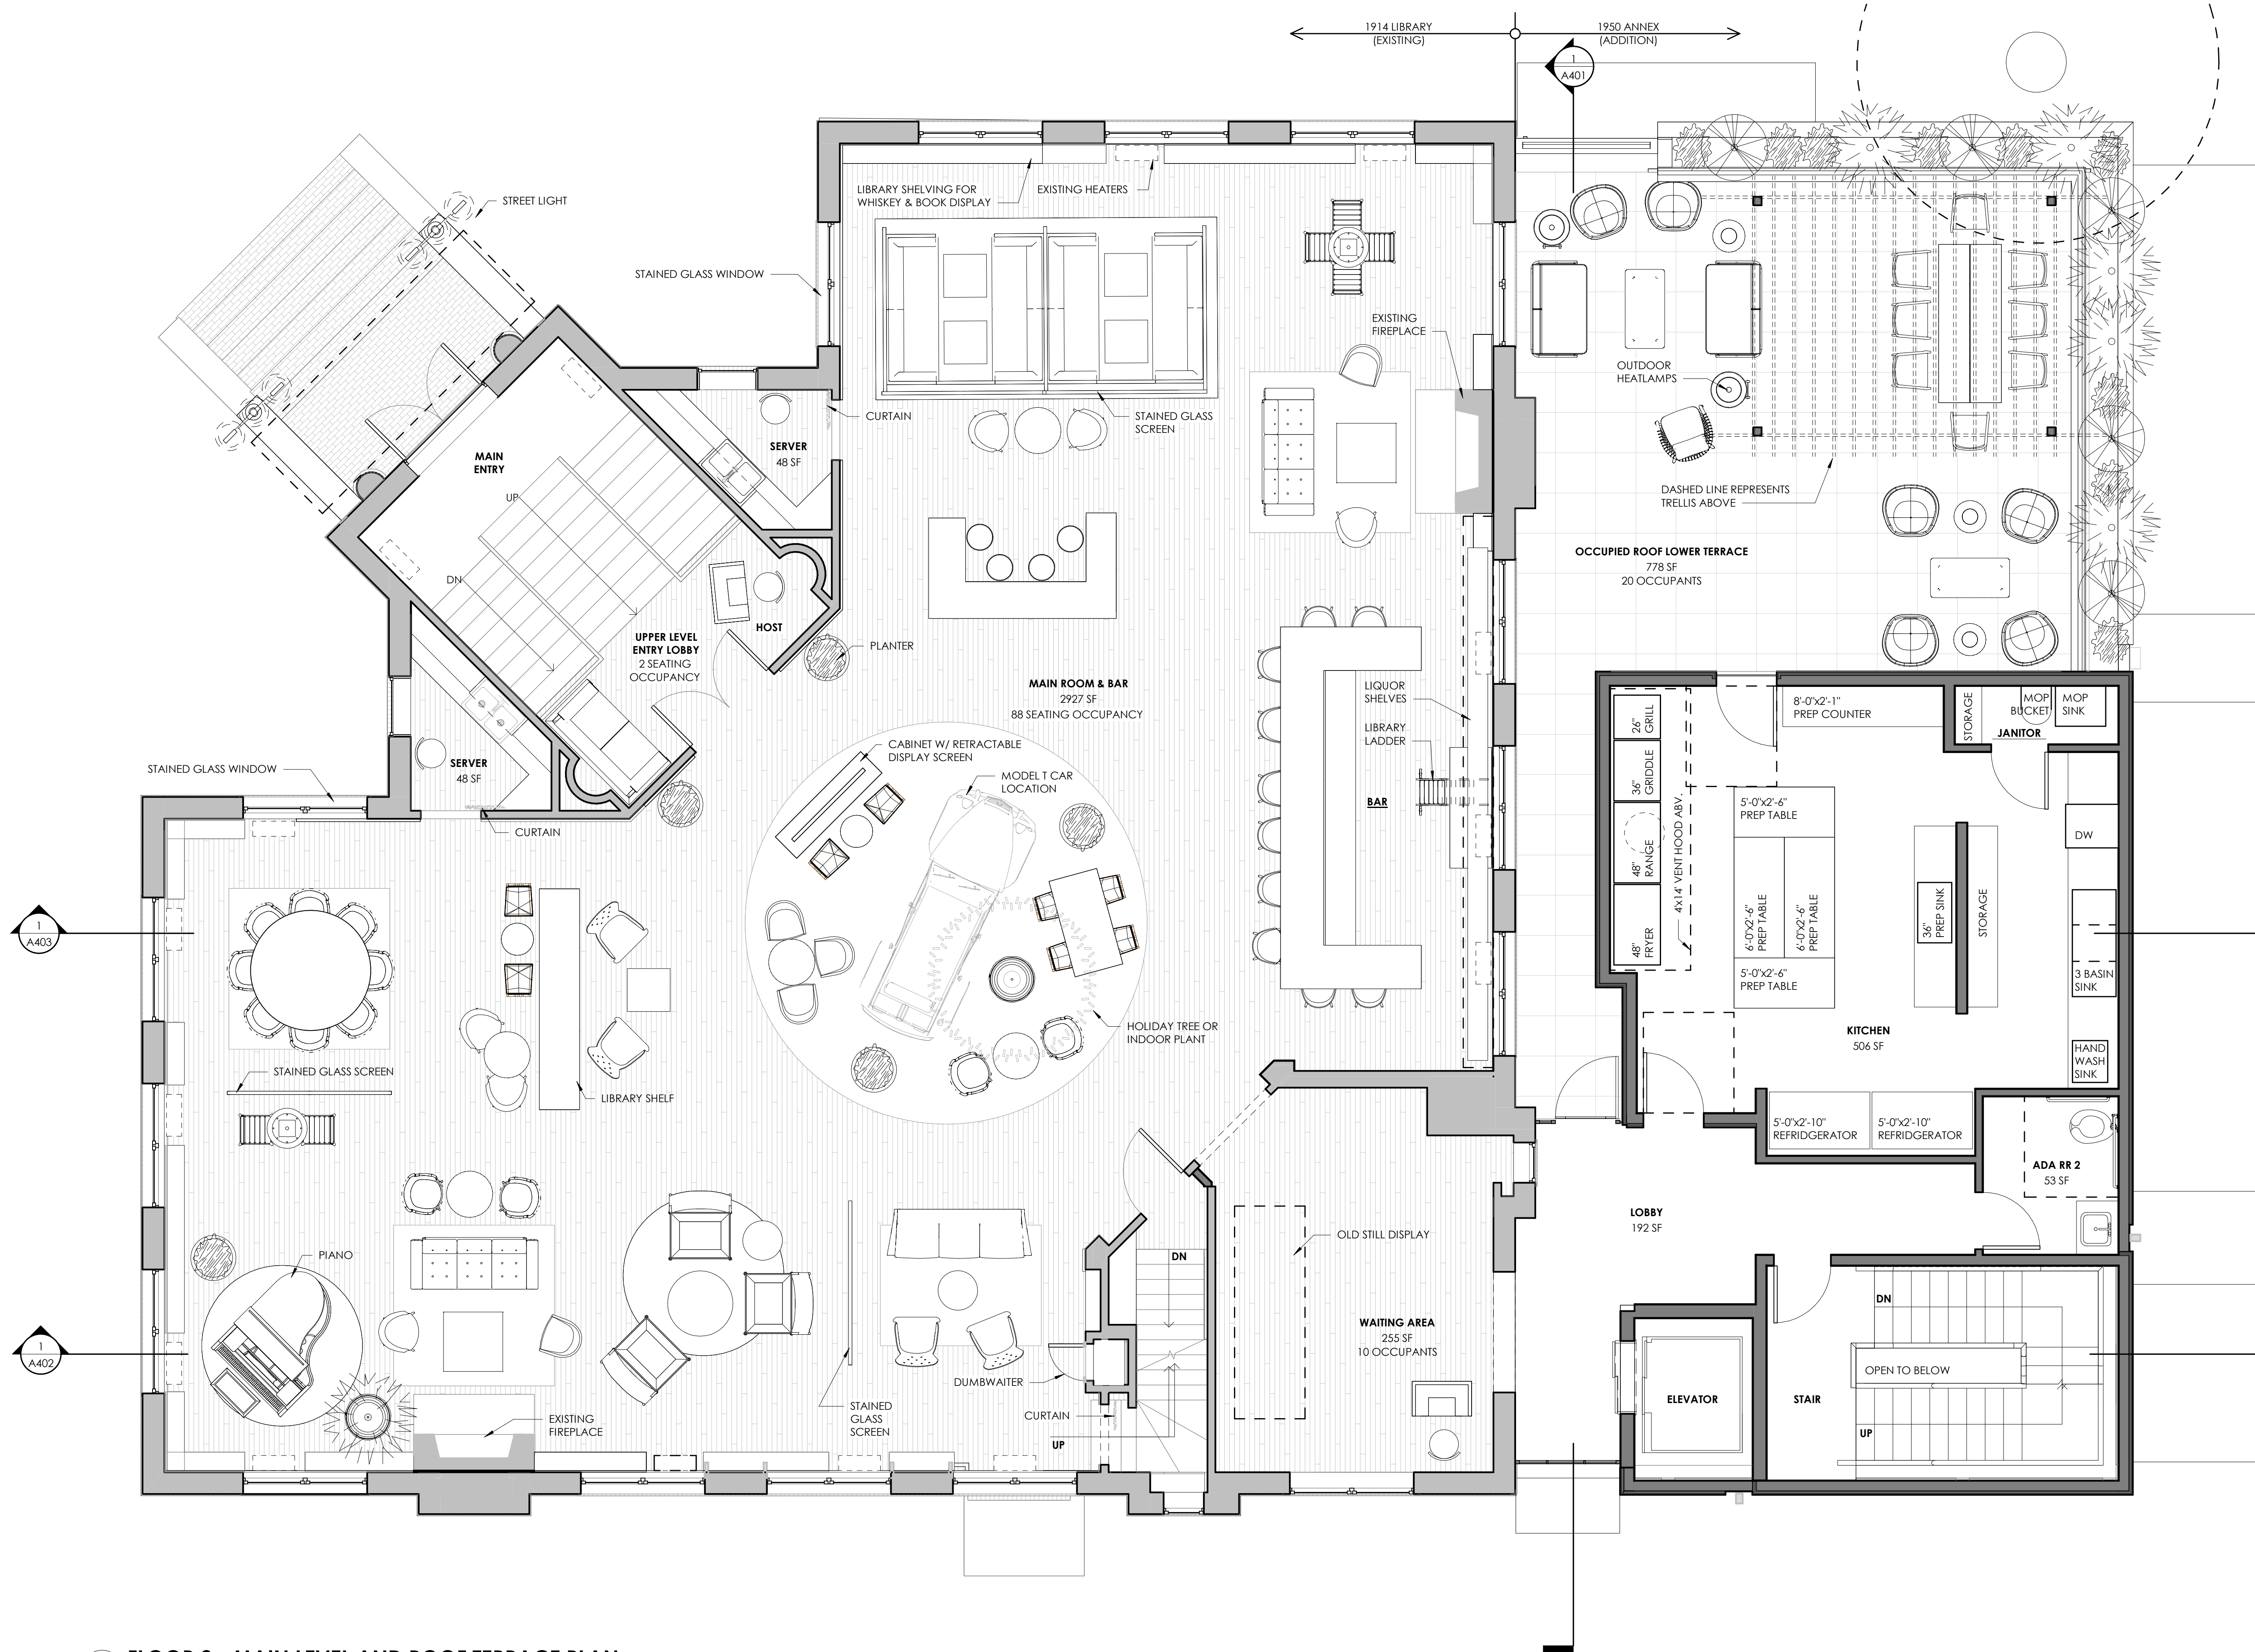 1914 LIBRARY
(EXISTING)
1950 ANNEX
(ADDITION)
1
A401
STREET LIGHT
LIBRARY SHELVING FOR
WHISKEY & BOOK DISPLAY
EXISTING HEATERS
STAINED GLASS WINDOW
EXISTING
FIREPLACE
OUTDOOR
HEATLAMPS
CURTAIN
STAINED GLASS
SCREEN
SERVER
48 SF
MAIN
ENTRY
UP
DN
DASHED LINE REPRESENTS
TRELLIS ABOVE
OCCUPIED ROOF LOWER TERRACE
778 SF
20 OCCUPANTS
HOST
UPPER LEVEL
ENTRY LOBBY
2 SEATING
OCCUPANCY
PLANTER
MAIN ROOM & BAR
2927 SF
88 SEATING OCCUPANCY
LIQUOR
SHELVES
LIBRARY
LADDER
BAR
CABINET W/ RETRACTABLE
DISPLAY SCREEN
MODEL T CAR
LOCATION
SERVER
48 SF
STAINED GLASS WINDOW
CURTAIN
26"
GRILL
36"
GRIDDLE
48"
RANGE
48"
FRYER
4'x14' VENT HOOD ABV.
8'-0"x2'-1"
PREP COUNTER
STORAGE
MOP
BUCKET
MOP
SINK
JANITOR
5'-0"x2'-6"
PREP TABLE
6'-0"x2'-6"
PREP TABLE
6'-0"x2'-6"
PREP TABLE
5'-0"x2'-6"
PREP TABLE
36"
PREP SINK
STORAGE
DW
3 BASIN
SINK
HAND
WASH
SINK
KITCHEN
506 SF
1
A403
HOLIDAY TREE OR
INDOOR PLANT
STAINED GLASS SCREEN
LIBRARY SHELF
5'-0"x2'-10"
REFRIDGERATOR
5'-0"x2'-10"
REFRIDGERATOR
ADA RR 2
53 SF
LOBBY
192 SF
OLD STILL DISPLAY
PIANO
DN
WAITING AREA
255 SF
10 OCCUPANTS
1
A402
DUMBWAITER
CURTAIN
UP
STAINED
GLASS
SCREEN
EXISTING
FIREPLACE
ELEVATOR
STAIR
DN
OPEN TO BELOW
UP
FLOOR 2 - MAIN LEVEL AND ROOF TERRACE PLAN